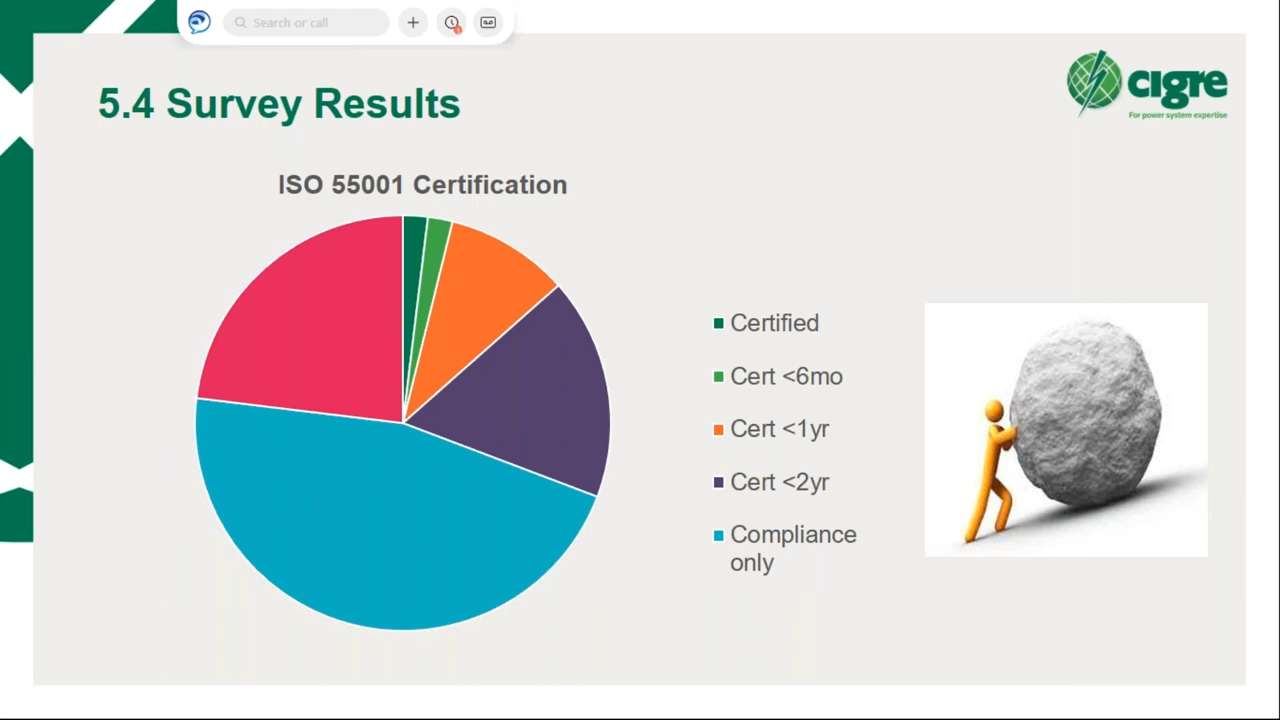 Search or call
5.4 Survey Results
cigre
For power system expertise
ISO 55001 Certification
Certified
Cert <6mo
Cert <1yr
Cert <2yr
Compliance
only